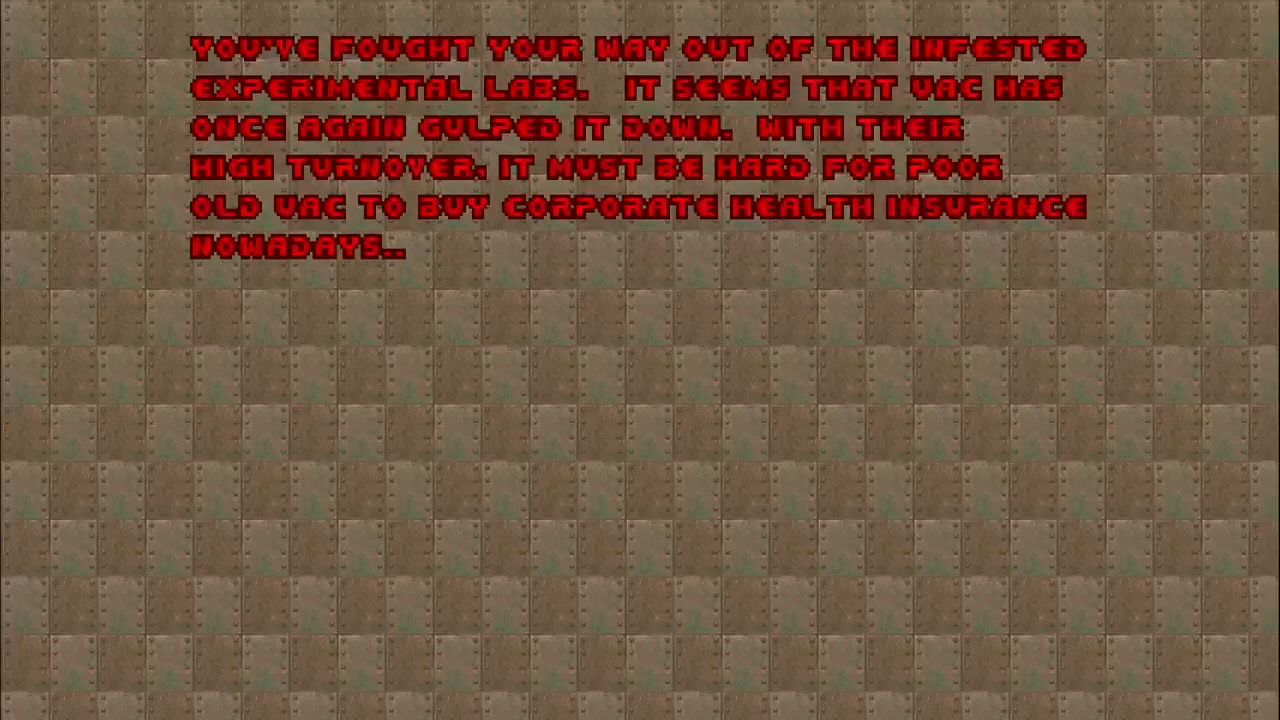 YOU'VE FOUGHT YOUR WAY OUT OF THE INFESTED
EXPERIMENTAL LABS.   IT SEEMS THAT UAC HAS
ONCE AGAIN GULPED IT DOWN.  WITH THEIR
HIGH TURNOVER, IT MUST BE HARD FOR POOR
OLD UAC TO BUY CORPORATE HEALTH INSURANCE
NOWADAYS..